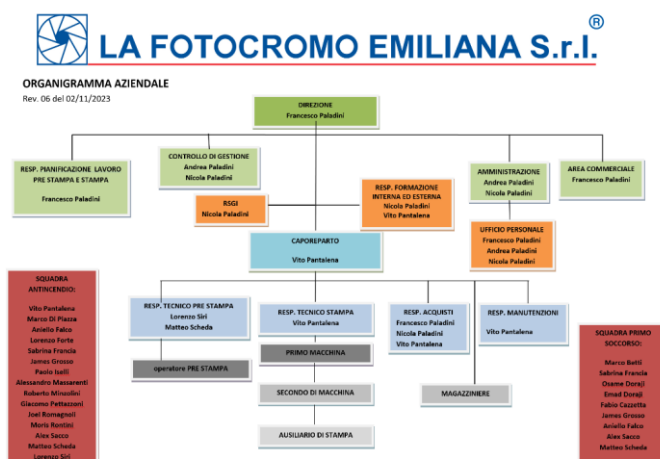 LA FOTOCROMO EMILIANA S.r.l.®
ORGANIGRAMMA AZIENDALE
Rev. 06 del 02/11/2023
DIREZIONE
Francesco Paladini
RESP. PIANIFICAZIONE LAVORO
PRE STAMPA E STAMPA
Francesco Paladini
CONTROLLO DI GESTIONE
Andrea Paladini
Nicola Paladini
AMMINISTRAZIONE
Andrea Paladini
Nicola Paladini
AREA COMMERCIALE
Francesco Paladini
RSGI
Nicola Paladini
RESP. FORMAZIONE
INTERNA ED ESTERNA
Nicola Paladini
Vito Pantalena
UFFICIO PERSONALE
Francesco Paladini
Andrea Paladini
Nicola Paladini
CAPOREPARTO
Vito Pantalena
SQUADRA
ANTINCENDIO:
Vito Pantalena
Marco Di Piazza
Aniello Falco
Lorenzo Forte
Sabrina Francia
James Grosso
Paolo Iselli
Alessandro Massarenti
Roberto Minzolini
Giacomo Pettazzoni
Joel Romagnoli
Moris Rontini
Alex Sacco
Matteo Scheda
Lorenzo Siri
RESP. TECNICO PRE STAMPA
Lorenzo Siri
Matteo Scheda
operatore PRE STAMPA
RESP. TECNICO STAMPA
Vito Pantalena
PRIMO MACCHINA
SECONDO DI MACCHINA
AUSILIARIO DI STAMPA
RESP. ACQUISTI
Francesco Paladini
Nicola Paladini
Vito Pantalena
MAGAZZINIERE
RESP. MANUTENZIONI
Vito Pantalena
SQUADRA PRIMO
SOCCORSO:
Marco Betti
Sabrina Francia
Osame Doraji
Emad Doraji
Fabio Cazzetta
James Grosso
Aniello Falco
Alex Sacco
Matteo Scheda